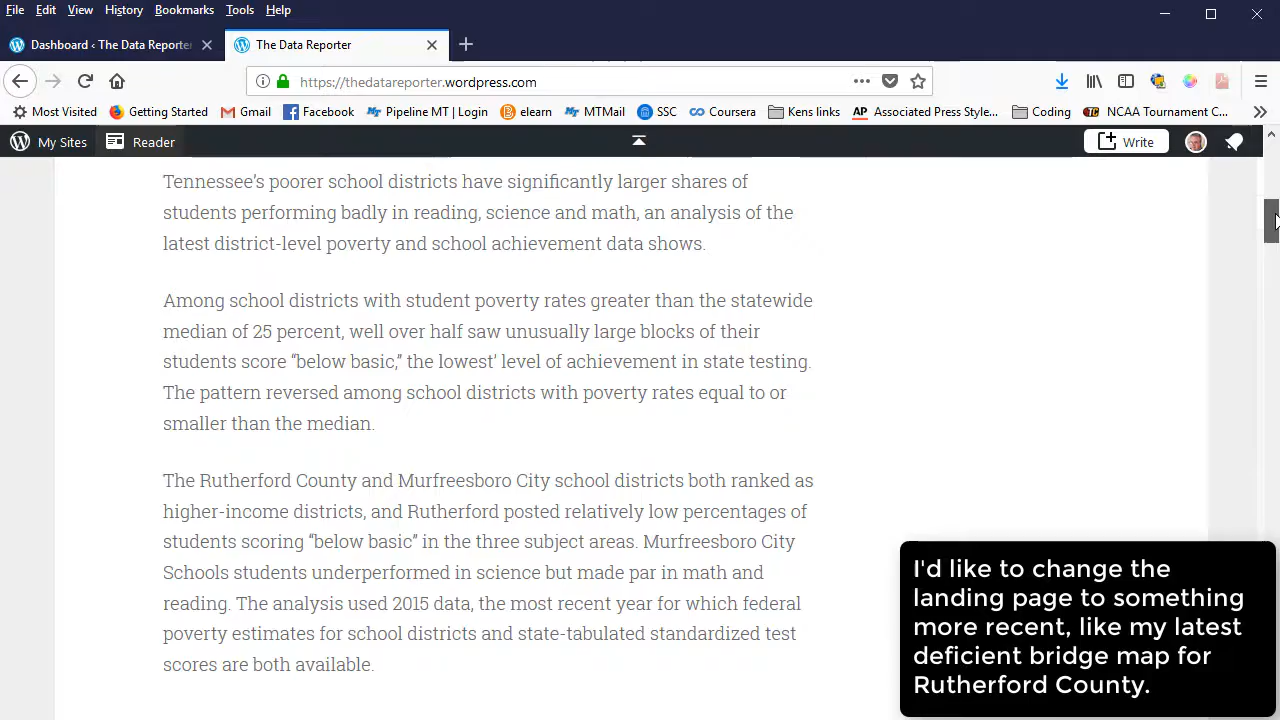 File Edit View History Bookmarks Tools Help
Dashboard ‹ The Data Reporter
The Data Reporter
https://thedatareporter.wordpress.com
Most Visited Getting Started Gmail Facebook Pipeline MT | Login elearn MTMail SSC Coursera Kens links AP Associated Press Style... Coding NCAA Tournament C...
My Sites Reader Write
Tennessee’s poorer school districts have significantly larger shares of
students performing badly in reading, science and math, an analysis of the
latest district-level poverty and school achievement data shows.
Among school districts with student poverty rates greater than the statewide
median of 25 percent, well over half saw unusually large blocks of their
students score “below basic,” the lowest’ level of achievement in state testing.
The pattern reversed among school districts with poverty rates equal to or
smaller than the median.
The Rutherford County and Murfreesboro City school districts both ranked as
higher-income districts, and Rutherford posted relatively low percentages of
students scoring “below basic” in the three subject areas. Murfreesboro City
Schools students underperformed in science but made par in math and
reading. The analysis used 2015 data, the most recent year for which federal
poverty estimates for school districts and state-tabulated standardized test
scores are both available.
I'd like to change the
landing page to something
more recent, like my latest
deficient bridge map for
Rutherford County.